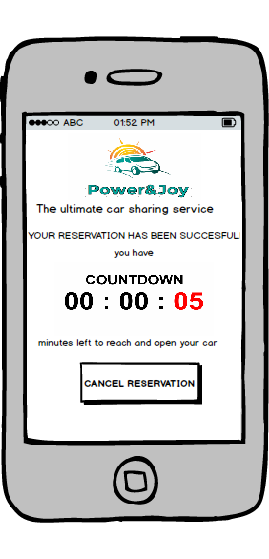 ABC 01:52 PM
Power&Joy
The ultimate car sharing service
YOUR RESERVATION HAS BEEN SUCCESFUL
you have
COUNTDOWN
00 : 00 : 05
minutes left to reach and open your car
CANCEL RESERVATION